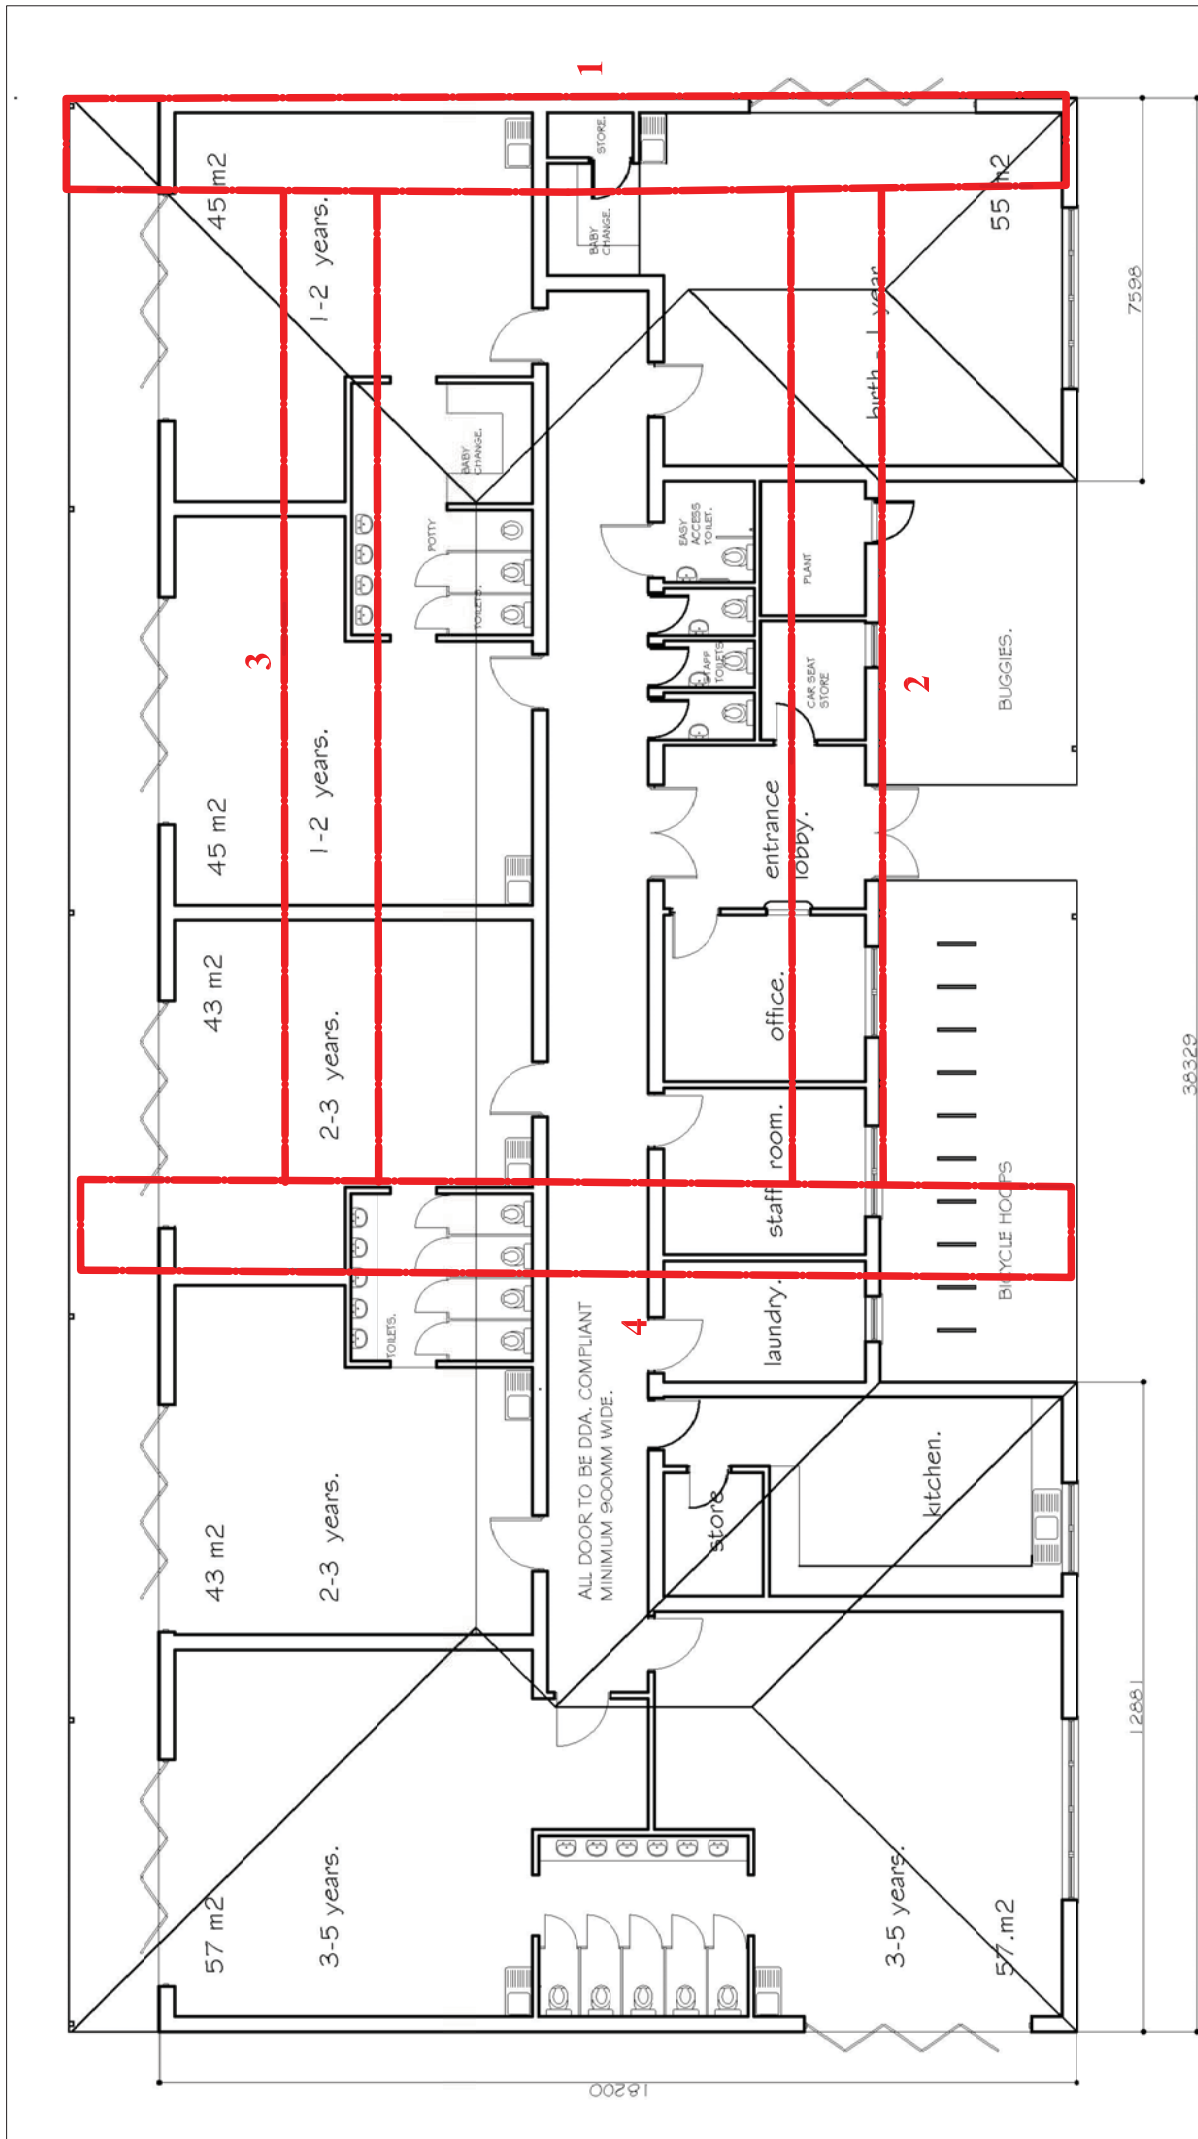 1
45 m2
1-2 years.
STORE.
BABY
CHANGE.
55 m2
birth - 1 year
7598
BABY
CHANGE.
POTTY
TOILETS.
EASY
ACCESS
TOILET.
PLANT
STAFF
TOILETS
CAR SEAT
STORE
BUGGIES.
3
2
45 m2
1-2 years.
entrance
lobby.
43 m2
2-3 years.
office.
staff room.
BICYCLE HOOPS
38329
TOILETS.
4
laundry.
ALL DOOR TO BE DDA. COMPLIANT
MINIMUM 900MM WIDE.
43 m2
2-3 years.
store
kitchen.
12881
57 m2
3-5 years.
3-5 years.
57.m2
18200